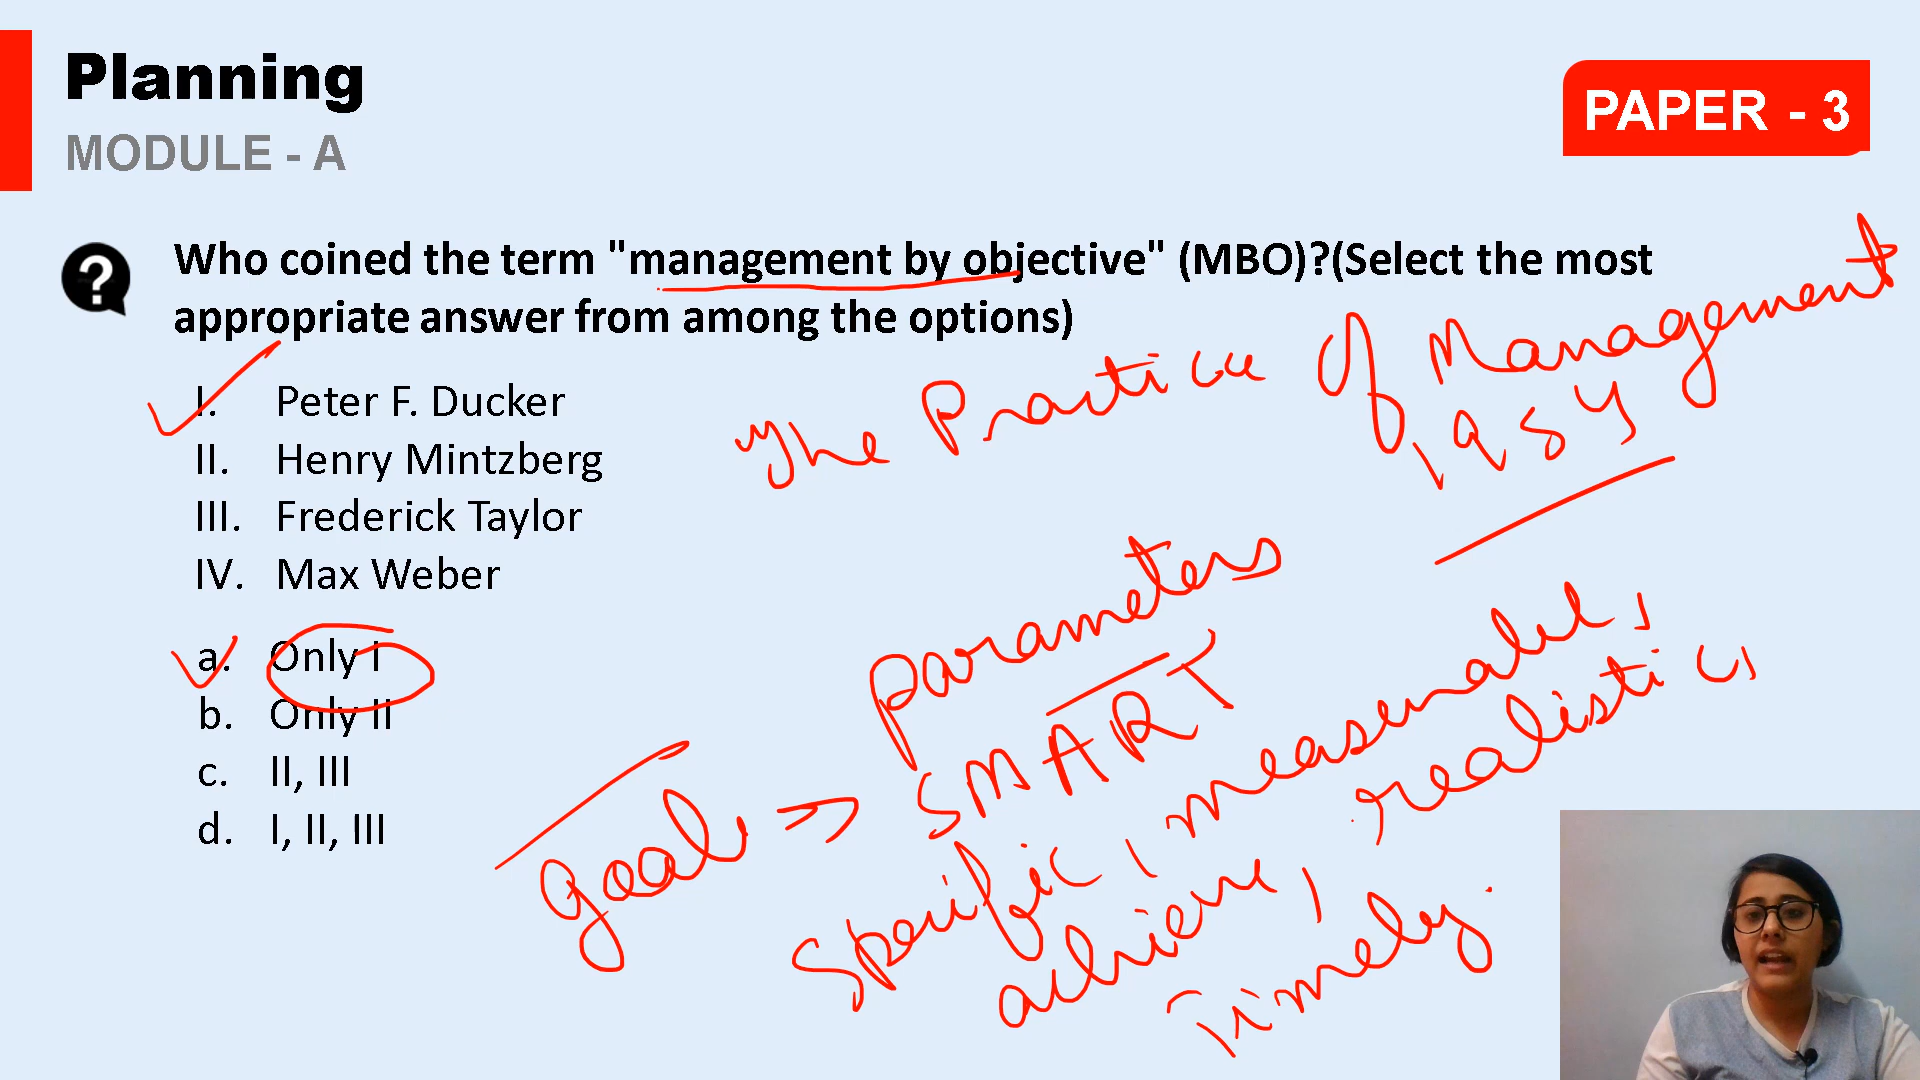 Planning
MODULE - A
PAPER - 3
?
Who coined the term "management by objective" (MBO)?(Select the most
appropriate answer from among the options)
I. Peter F. Ducker
II. Henry Mintzberg
III. Frederick Taylor
IV. Max Weber
a. Only I
b. Only II
c. II, III
d. I, II, III
The Practice Of Management
1954
parameters
goal => SMART
Specific, measurable,
achieve, realistic,
Timely.